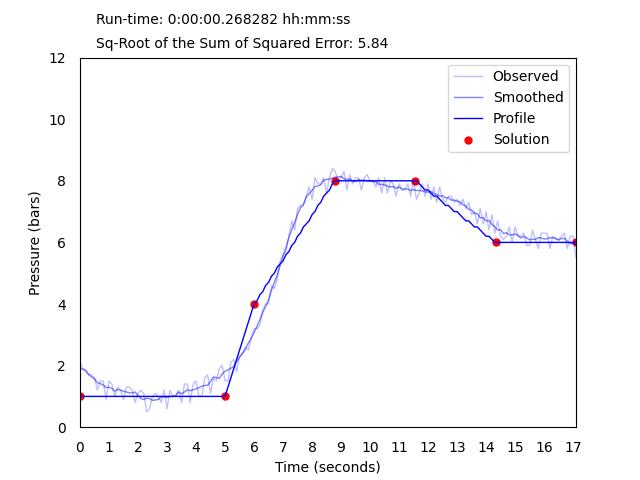 Run-time: 0:00:00.268282 hh:mm:ss
Sq-Root of the Sum of Squared Error: 5.84
12
10
8
6
4
2
0
Pressure (bars)
Observed
Smoothed
Profile
Solution
0 1 2 3 4 5 6 7 8 9 10 11 12 13 14 15 16 17
Time (seconds)